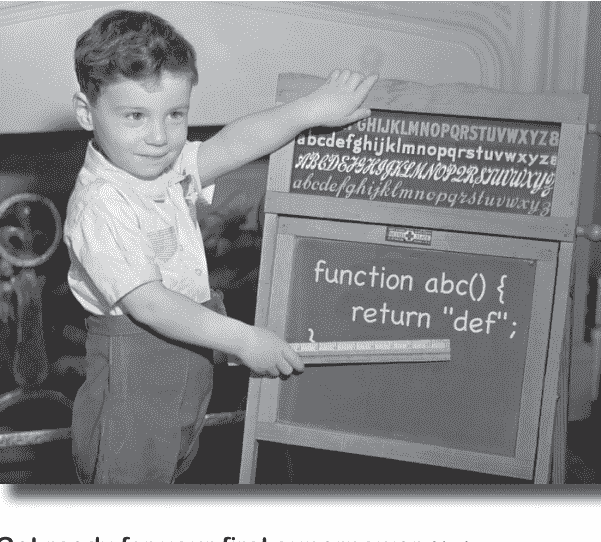 GHIJKLMNOPQRSTUVWXYZ&
abcdefghijklmnopqrstuvwxyz&
ABCDEFGHIJKLMNOPQRSTUVWXYZ
abcdefghijklmnopqrstuvwxyz
function abc() {
return "def";
}